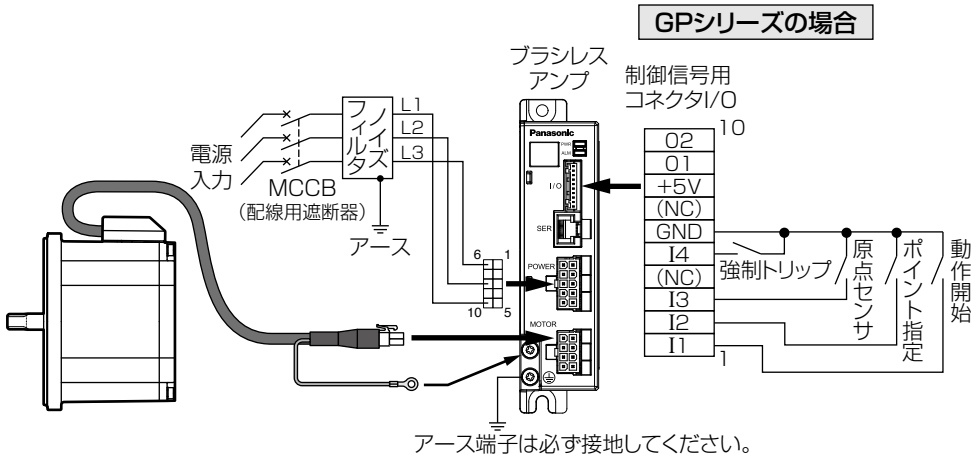 GPシリーズの場合
ブラシレス
アンプ
制御信号用
コネクタI/O
ノイズ
フィルタ
L1
L2
L3
電源
入力
MCCB
(配線用遮断器)
アース
6 1
10 5
Panasonic
PWR
ALM
I/O
SER
POWER
MOTOR
10
O2
O1
+5V
(NC)
GND
I4
(NC)
I3
I2
I1
1
強制トリップ
原点センサ
ポイント指定
動作開始
アース端子は必ず接地してください。